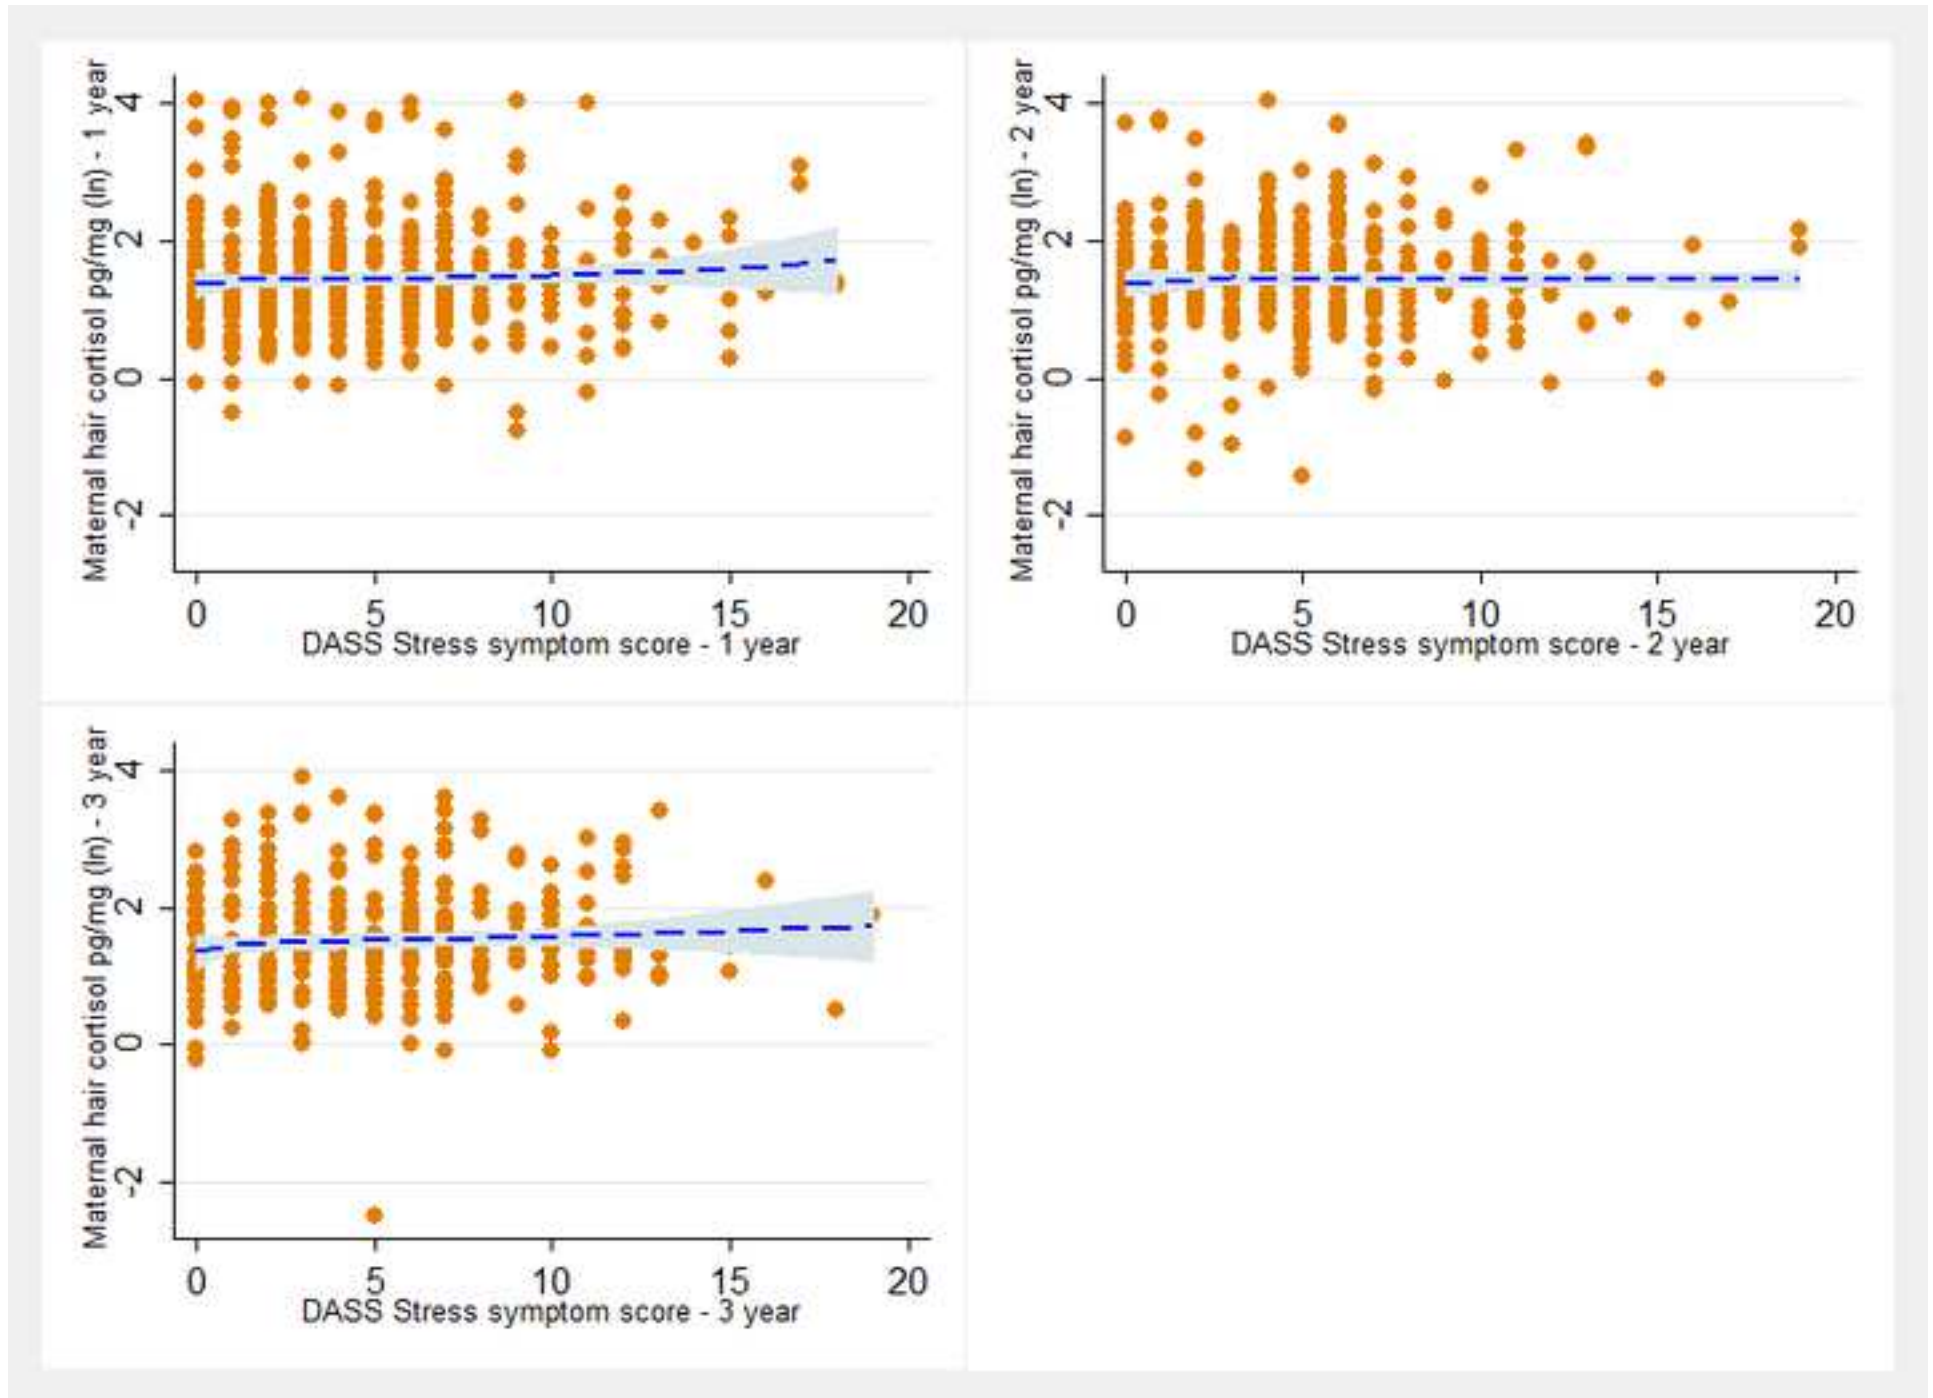 Maternal hair cortisol pg/mg (ln) - 1 year
4
2
0
-2
0 5 10 15 20
DASS Stress symptom score - 1 year
Maternal hair cortisol pg/mg (ln) - 2 year
4
2
0
-2
0 5 10 15 20
DASS Stress symptom score - 2 year
Maternal hair cortisol pg/mg (ln) - 3 year
4
2
0
-2
0 5 10 15 20
DASS Stress symptom score - 3 year